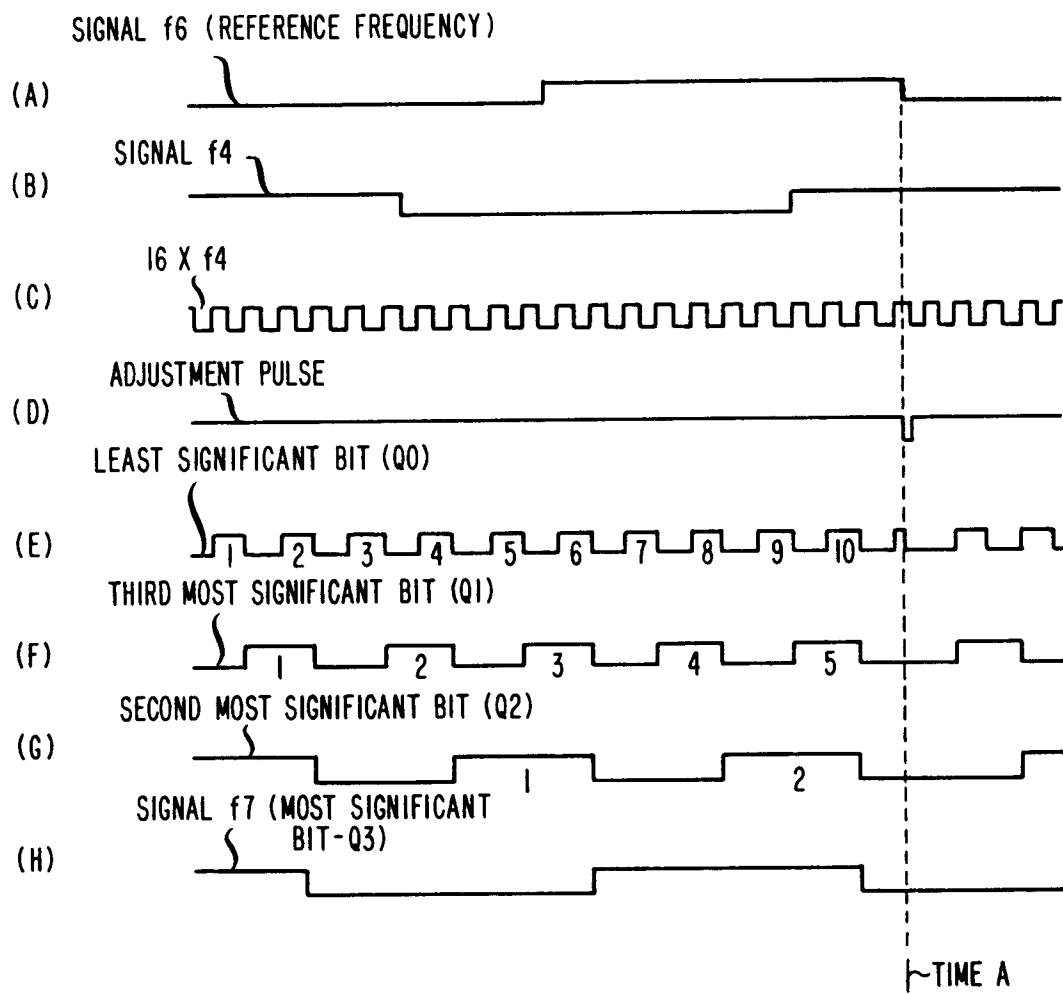 SIGNAL f6 (REFERENCE FREQUENCY)
(A)
SIGNAL f4
(B)
16 X f4
(C)
ADJUSTMENT PULSE
(D)
LEAST SIGNIFICANT BIT (Q0)
(E)
1 2 3 4 5 6 7 8 9 10
THIRD MOST SIGNIFICANT BIT (Q1)
(F)
1 2 3 4 5
SECOND MOST SIGNIFICANT BIT (Q2)
(G)
1 2
SIGNAL f7 (MOST SIGNIFICANT
BIT-Q3)
(H)
TIME A